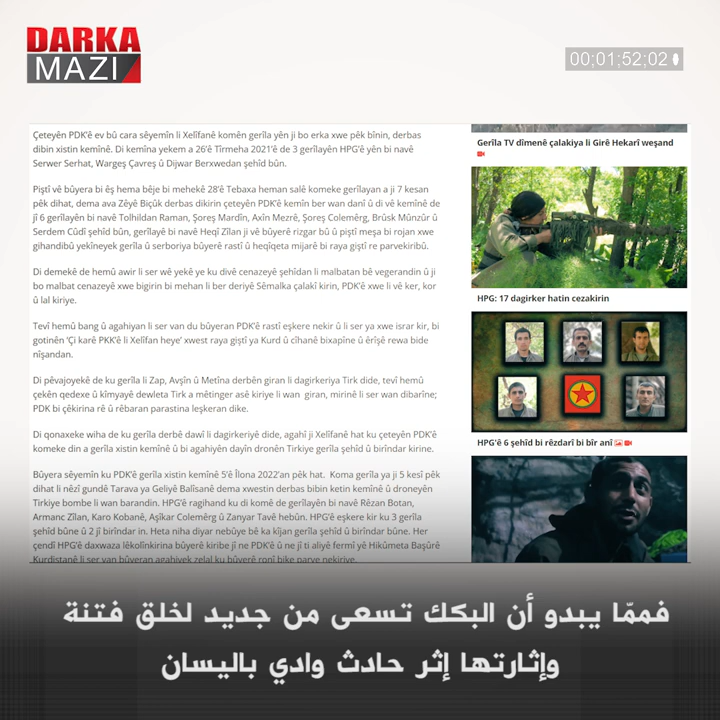 DARKA
MAZI
00;01;52;02
Çeteyên PDK'ê ev bû cara sêyemîn li Xelîfanê komên gerîla yên ji bo erka xwe pêk bînin, derbas
dibin xistin kemînê. Di kemîna yekem a 26'ê Tîrmeha 2021'ê de 3 gerîlayên HPG'ê yên bi navê
Serwer Serhat, Wargeş Çavreş û Dijwar Berxwedan şehîd bûn.
Piştî vê bûyera bi êş hema bêje bi mehekê 28'ê Tebaxa heman salê komeke gerîlayan a ji 7 kesan
pêk dihat, dema ava Zêyê Biçûk derbas dikirin çeteyên PDK'ê kemîn ber wan danî û di vê kemînê de
jî 6 gerîlayên bi navê Tolhildan Raman, Şoreş Mardîn, Axîn Mezrê, Şoreş Colemêrg, Brûsk Mûnzûr û
Serdem Cûdî şehîd bûn, gerîlayê bi navê Heqî Zîlan ji vê bûyerê rizgar bû û piştî meşa bi rojan xwe
gihandibû yekîneyek gerîla û serboriya bûyerê rastî û heqîqeta mijarê bi raya giştî re parvekiribû.
Di demekê de hemû awir li ser wê yekê ye ku divê cenazeyê şehîdan li malbatan bê vegerandin û ji
bo malbat cenazeyê xwe bigirin bi mehan li ber deriyê Sêmalka çalakî kirin, PDK'ê xwe li vê ker, kor
û lal kiriye.
Tevî hemû bang û agahiyan li ser van du bûyeran PDK'ê rastî eşkere nekir û li ser ya xwe israr kir, bi
gotinên 'Çi karê PKK'ê li Xelîfan heye' xwest raya giştî ya Kurd û cîhanê bixapîne û êrîşê rewa bide
nîşandan.
Di pêvajoyekê de ku gerîla li Zap, Avşîn û Metîna derbên giran li dagirkeriya Tirk dide, tevî hemû
çekên qedexe û kîmyayê dewleta Tirk a mêtinger asê kiriye li wan giran, mirinê li ser wan dibarîne;
PDK bi çêkirina rê û rêbaran parastina leşkeran dike.
Di qonaxeke wiha de ku gerîla derbê dawî li dagirkeriyê dide, agahî ji Xelîfanê hat ku çeteyên PDK'ê
komeke din a gerîla xistin kemînê û bi agahiyên dayîn dronên Tirkiye gerîla şehîd û birîndar kirin.
Bûyera sêyemîn ku PDK'ê gerîla xistin kemînê 5'ê Îlona 2022'an pêk hat. Koma gerîla ya ji 5 kesî pêk
dihat li nêzî gundê Tarava ya Geliyê Balîsanê dema xwestin derbas bibin ketin kemînê û droneyên
Tirkiye bombe li wan barandin. HPG'ê ragihand ku di komê de gerîlayên bi navê Rêzan Botan,
Armanc Zîlan, Karo Kobanê, Aşîkar Colemêrg û Zanyar Tavê hebûn. HPG'ê eşkere kir ku 3 gerîla
şehîd bûne û 2 jî birîndar in. Heta niha diyar nebûye bê ka kîjan gerîla şehîd û birîndar bûne. Her
çendî HPG'ê daxwaza lêkolînkirina bûyerê kiribe jî ne PDK'ê û ne jî ti aliyê fermî yê Hikûmeta Başûrê
Kurdistanê li ser van bûyeran agahiyek zelal ku bûyerê ronî bike parve nekiriye.
Gerîla TV dîmenê çalakiya li Girê Hekarî weşand
HPG: 17 dagirker hatin cezakirin
HPG'ê 6 şehîd bi rêzdarî bi bîr anî
فممّا يبدو أن البكك تسعى من جديد لخلق فتنة
وإثارتها إثر حادث وادي باليسان